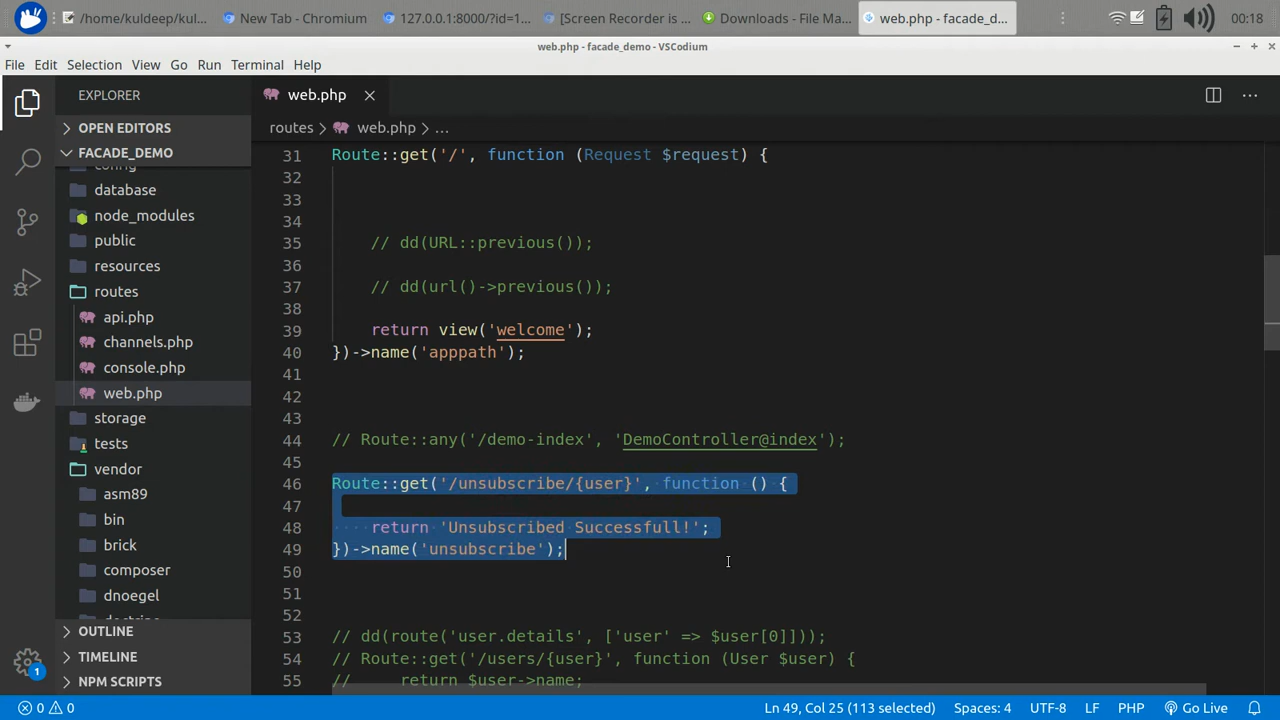 /home/kuldeep/kul...
New Tab - Chromium
127.0.0.1:8000/?id=1...
[Screen Recorder is ...
Downloads - File Ma...
web.php - facade_d...
00:18
web.php - facade_demo - VSCodium
File Edit Selection View Go Run Terminal Help
EXPLORER
web.php
OPEN EDITORS
routes > web.php > ...
FACADE_DEMO
config
database
node_modules
public
resources
routes
api.php
channels.php
console.php
web.php
storage
tests
vendor
asm89
bin
brick
composer
dnoegel
doctrine
OUTLINE
TIMELINE
NPM SCRIPTS
31 Route::get('/', function (Request $request) {
32
33
34
35 // dd(URL::previous());
36
37 // dd(url()->previous());
38
39 return view('welcome');
40 })->name('apppath');
41
42
43
44 // Route::any('/demo-index', 'DemoController@index');
45
46 Route::get('/unsubscribe/{user}', function () {
47
48 return 'Unsubscribed Successfull!';
49 })->name('unsubscribe');
50
51
52
53 // dd(route('user.details', ['user' => $user[0]]));
54 // Route::get('/users/{user}', function (User $user) {
55 // return $user->name;
1
0 0
Ln 49, Col 25 (113 selected) Spaces: 4 UTF-8 LF PHP Go Live